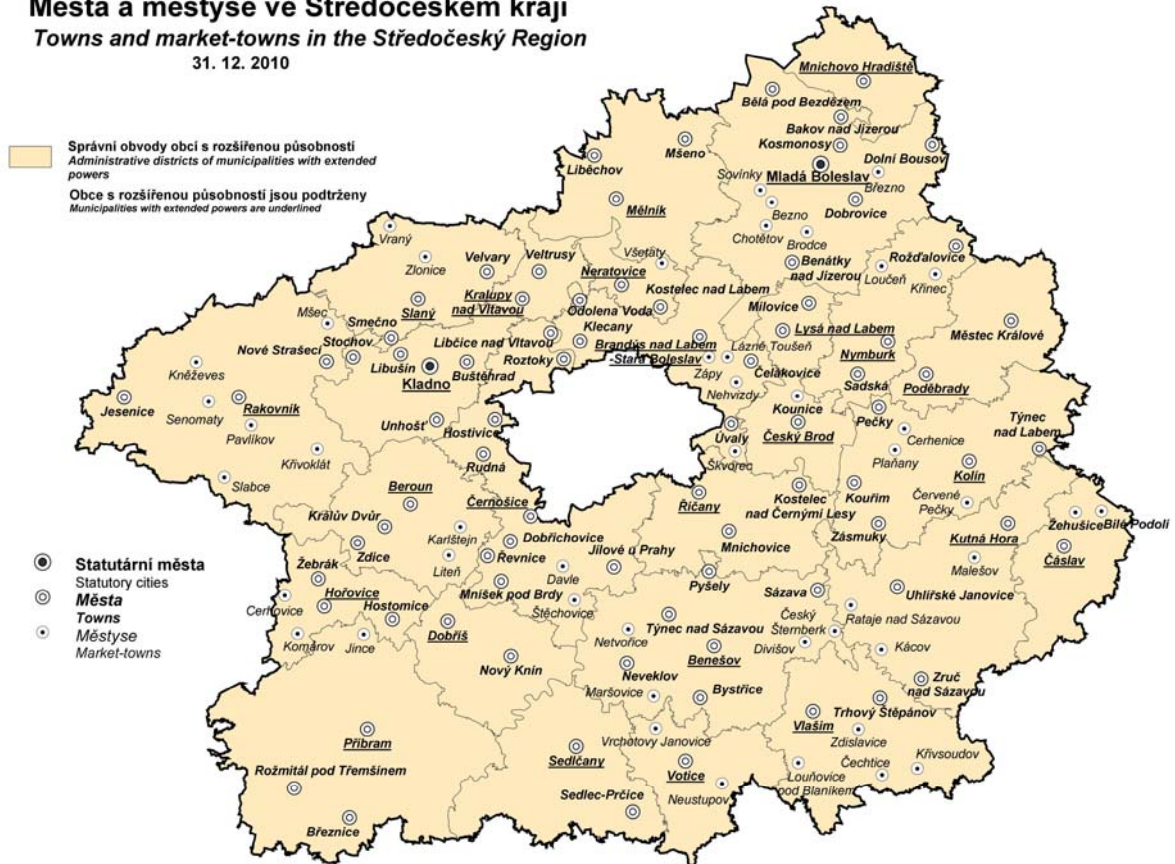 Města a městyse ve Středočeském kraji
Towns and market-towns in the Středočeský Region
31. 12. 2010
Správní obvody obcí s rozšířenou působností
Administrative districts of municipalities with extended
powers
Obce s rozšířenou působností jsou podtrženy
Municipalities with extended powers are underlined
Mnichovo Hradiště
Bělá pod Bezdězem
Bakov nad Jizerou
Kosmonosy
Mšeno
Dolní Bousov
Liběchov
Mladá Boleslav
Sovínky
Březno
Mělník
Bezno
Dobrovice
Vraný
Chotětov
Brodce
Všetaty
Zlonice
Velvary
Veltrusy
Neratovice
Benátky
nad Jizerou
Rožďalovice
Loučeň
Křinec
Kostelec nad Labem
Slaný
Kralupy
nad Vltavou
Odolena Voda
Milovice
Mšec
Smečno
Klecany
Lysá nad Labem
Městec Králové
Stochov
Libčice nad Vltavou
Brandýs nad Labem
-Stará Boleslav
Lázně Toušeň
Nymburk
Nové Strašecí
Roztoky
Libušín
Buštěhrad
Zápy
Čelákovice
Kněževes
Kladno
Nehvizdy
Sadská
Poděbrady
Jesenice
Senomaty
Rakovník
Kounice
Pečky
Týnec
nad Labem
Pavlíkov
Unhošť
Hostivice
Úvaly
Český Brod
Cerhenice
Křivoklát
Rudná
Škvorec
Plaňany
Kolín
Slabce
Beroun
Černošice
Říčany
Kostelec
nad Černými Lesy
Kouřim
Červené
Pečky
Králův Dvůr
Karlštejn
Dobřichovice
Mnichovice
Zásmuky
Kutná Hora
Žehušice
Bílé Podolí
Zdice
Liteň
Řevnice
Jílové u Prahy
Malešov
Čáslav
Žebrák
Davle
Pyšely
Hořovice
Hostomice
Mníšek pod Brdy
Štěchovice
Sázava
Uhlířské Janovice
Cerhovice
Týnec nad Sázavou
Český
Šternberk
Rataje nad Sázavou
Komárov
Jince
Dobříš
Netvořice
Benešov
Divišov
Kácov
Nový Knín
Neveklov
Zruč
nad Sázavou
Maršovice
Bystřice
Vlašim
Trhový Štěpánov
Příbram
Vrchotovy Janovice
Zdislavice
Křivsoudov
Rožmitál pod Třemšínem
Sedlčany
Votice
Louňovice
pod Blaníkem
Čechtice
Sedlec-Prčice
Neustupov
Březnice
Statutární města
Statutory cities
Města
Towns
Městyse
Market-towns